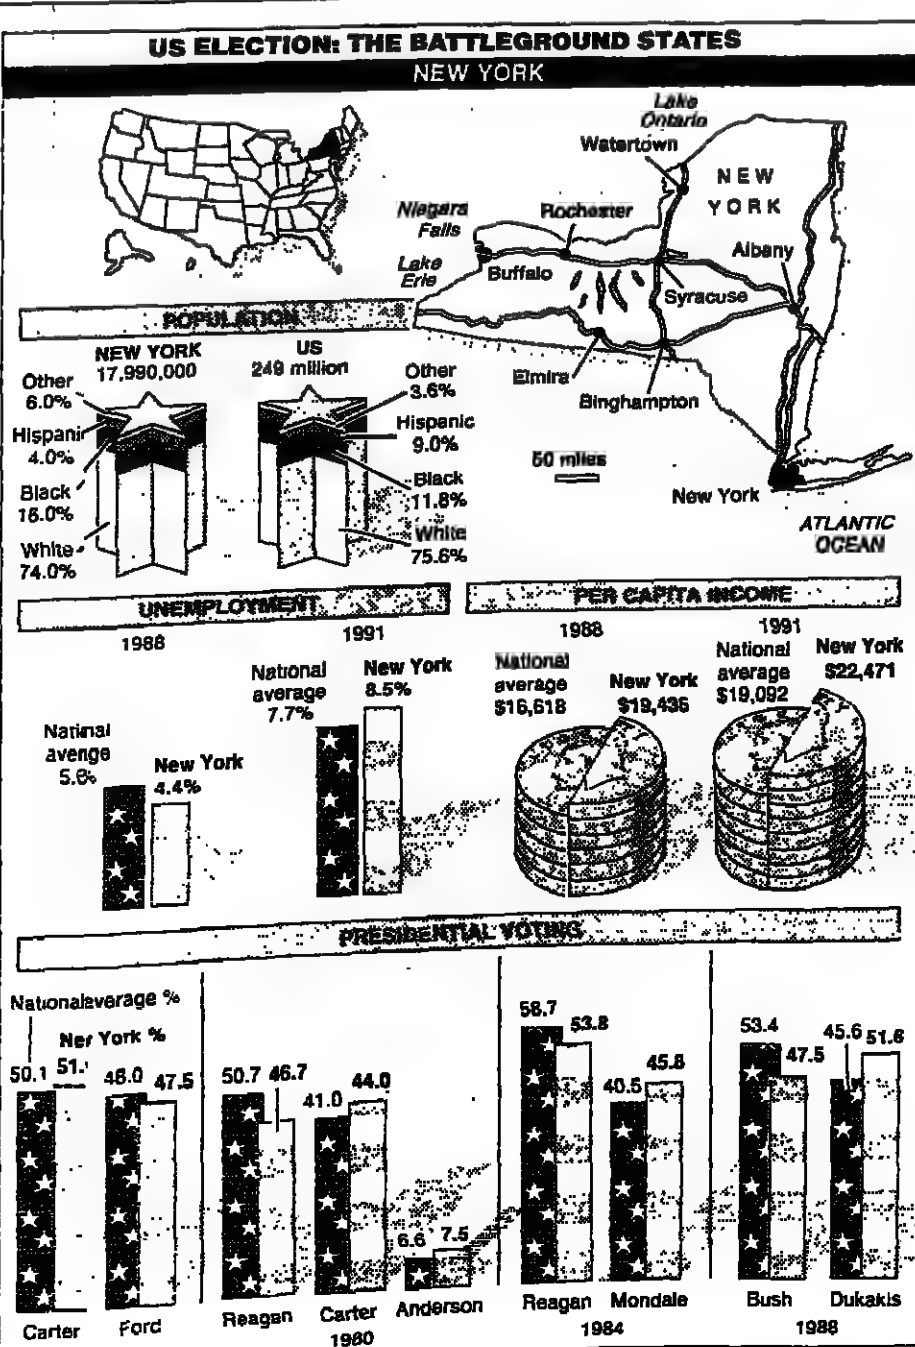 US ELECTION: THE BATTLEGROUND STATES
NEW YORK
Lake
Ontario
Watertown
NEW
YORK
Niagara
Falls
Rochester
Albany
Lake
Erie
Buffalo
Syracuse
Elmira
Binghampton
50 miles
New York
ATLANTIC
OCEAN
POPULATION
NEW YORK
17,990,000
US
249 million
Other
6.0%
Hispani
4.0%
Black
16.0%
White
74.0%
Other
3.6%
Hispanic
9.0%
Black
11.8%
White
75.6%
UNEMPLOYMENT
1988
1991
National
average
7.7%
New York
8.5%
New York
4.4%
PER CAPITA INCOME
1988
1991
National
average
$16,618
New York
$19,436
National
average
$19,092
New York
$22,471
PRESIDENTIAL VOTING
National average %
York %
50.1
48.0 47.5
Carter Ford
50.7 46.7
41.0 44.0
6.6 7.5
Reagan Carter Anderson
1980
58.7 53.8
40.5 45.8
Reagan Mondale
1984
53.4 47.5
45.6 51.6
Bush Dukakis
1988